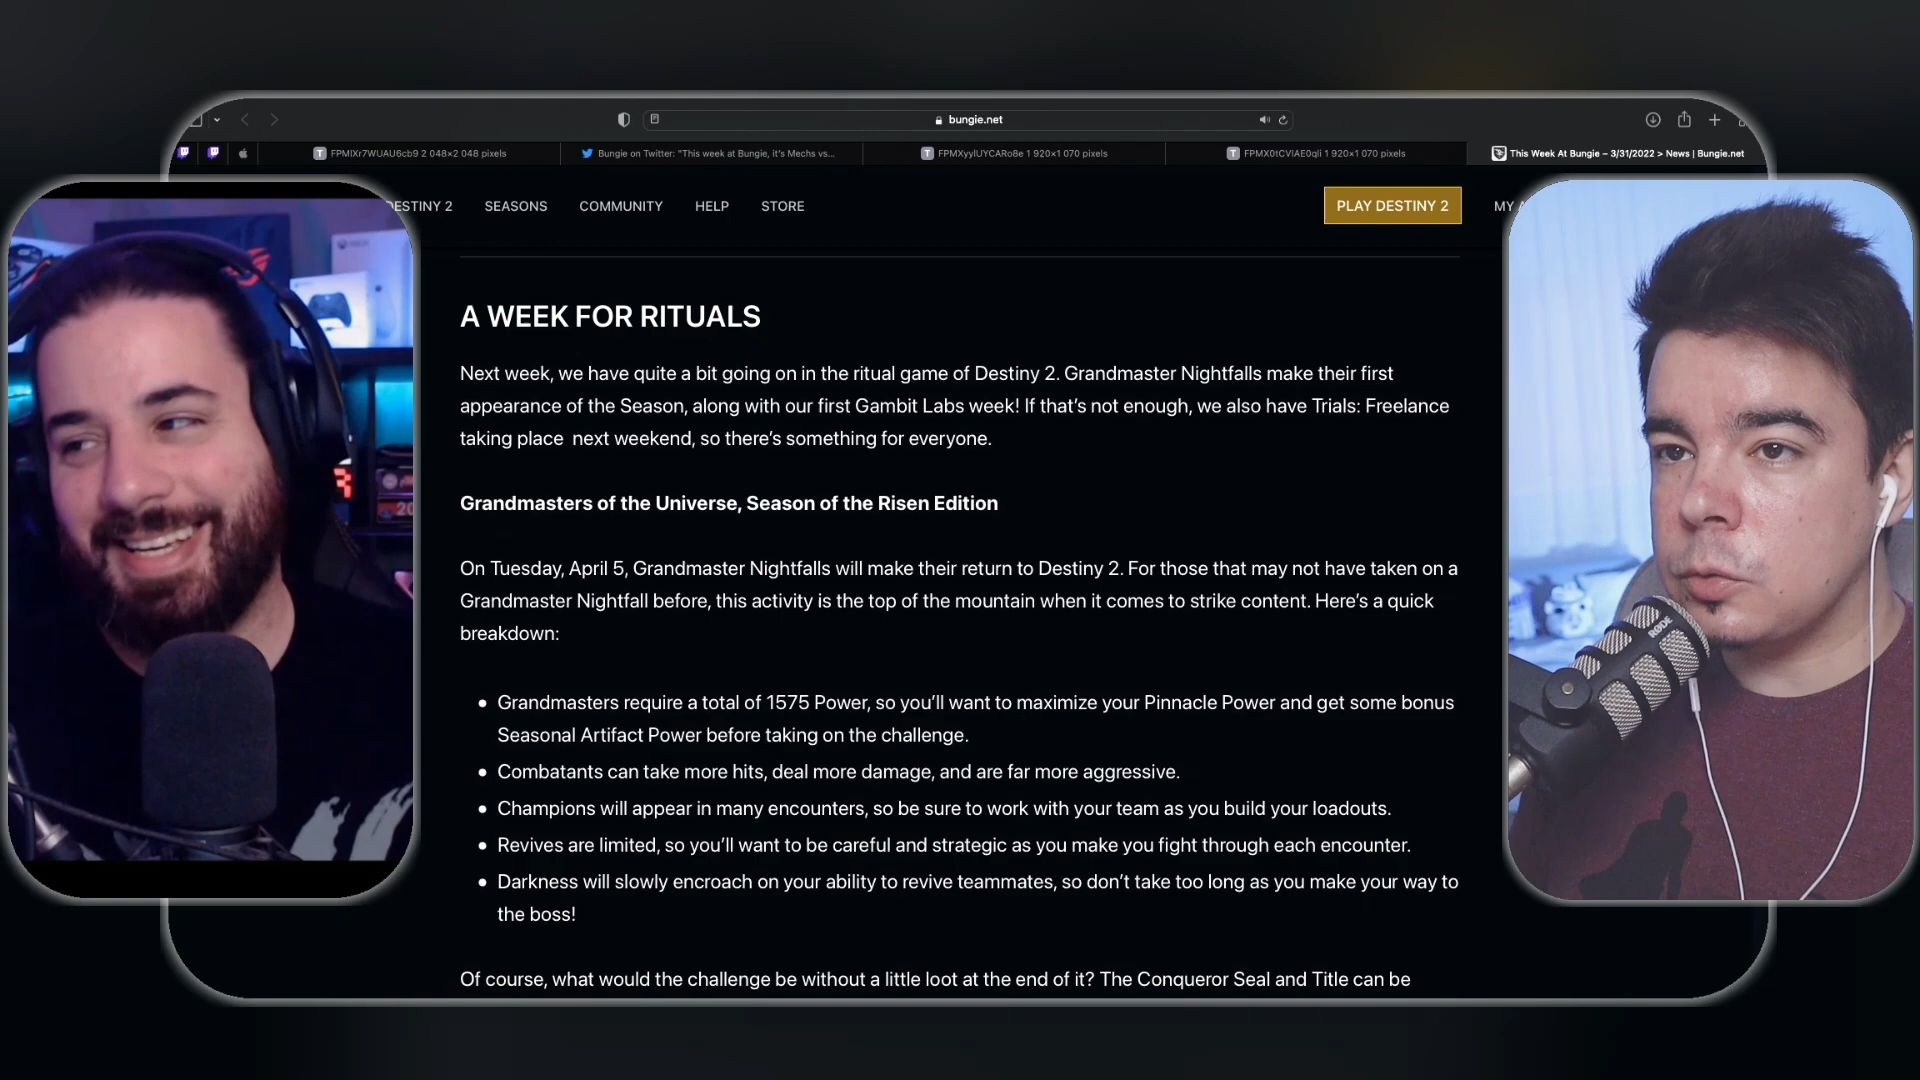 bungie.net
FPMIXr7WUAU6cb9 2 048×2 048 pixels
Bungie on Twitter: "This week at Bungie, it's Mechs vs...
FPMXyylUYCARo8e 1 920×1 070 pixels
FPMX0tCVIAE0qli 1 920×1 070 pixels
This Week At Bungie – 3/31/2022 > News | Bungie.net
DESTINY 2
SEASONS
COMMUNITY
HELP
STORE
PLAY DESTINY 2
MY
A WEEK FOR RITUALS
Next week, we have quite a bit going on in the ritual game of Destiny 2. Grandmaster Nightfalls make their first
appearance of the Season, along with our first Gambit Labs week! If that's not enough, we also have Trials: Freelance
taking place  next weekend, so there's something for everyone.
Grandmasters of the Universe, Season of the Risen Edition
On Tuesday, April 5, Grandmaster Nightfalls will make their return to Destiny 2. For those that may not have taken on a
Grandmaster Nightfall before, this activity is the top of the mountain when it comes to strike content. Here's a quick
breakdown:
• Grandmasters require a total of 1575 Power, so you'll want to maximize your Pinnacle Power and get some bonus
Seasonal Artifact Power before taking on the challenge.
• Combatants can take more hits, deal more damage, and are far more aggressive.
• Champions will appear in many encounters, so be sure to work with your team as you build your loadouts.
• Revives are limited, so you'll want to be careful and strategic as you make you fight through each encounter.
• Darkness will slowly encroach on your ability to revive teammates, so don't take too long as you make your way to
the boss!
Of course, what would the challenge be without a little loot at the end of it? The Conqueror Seal and Title can be
RØDE